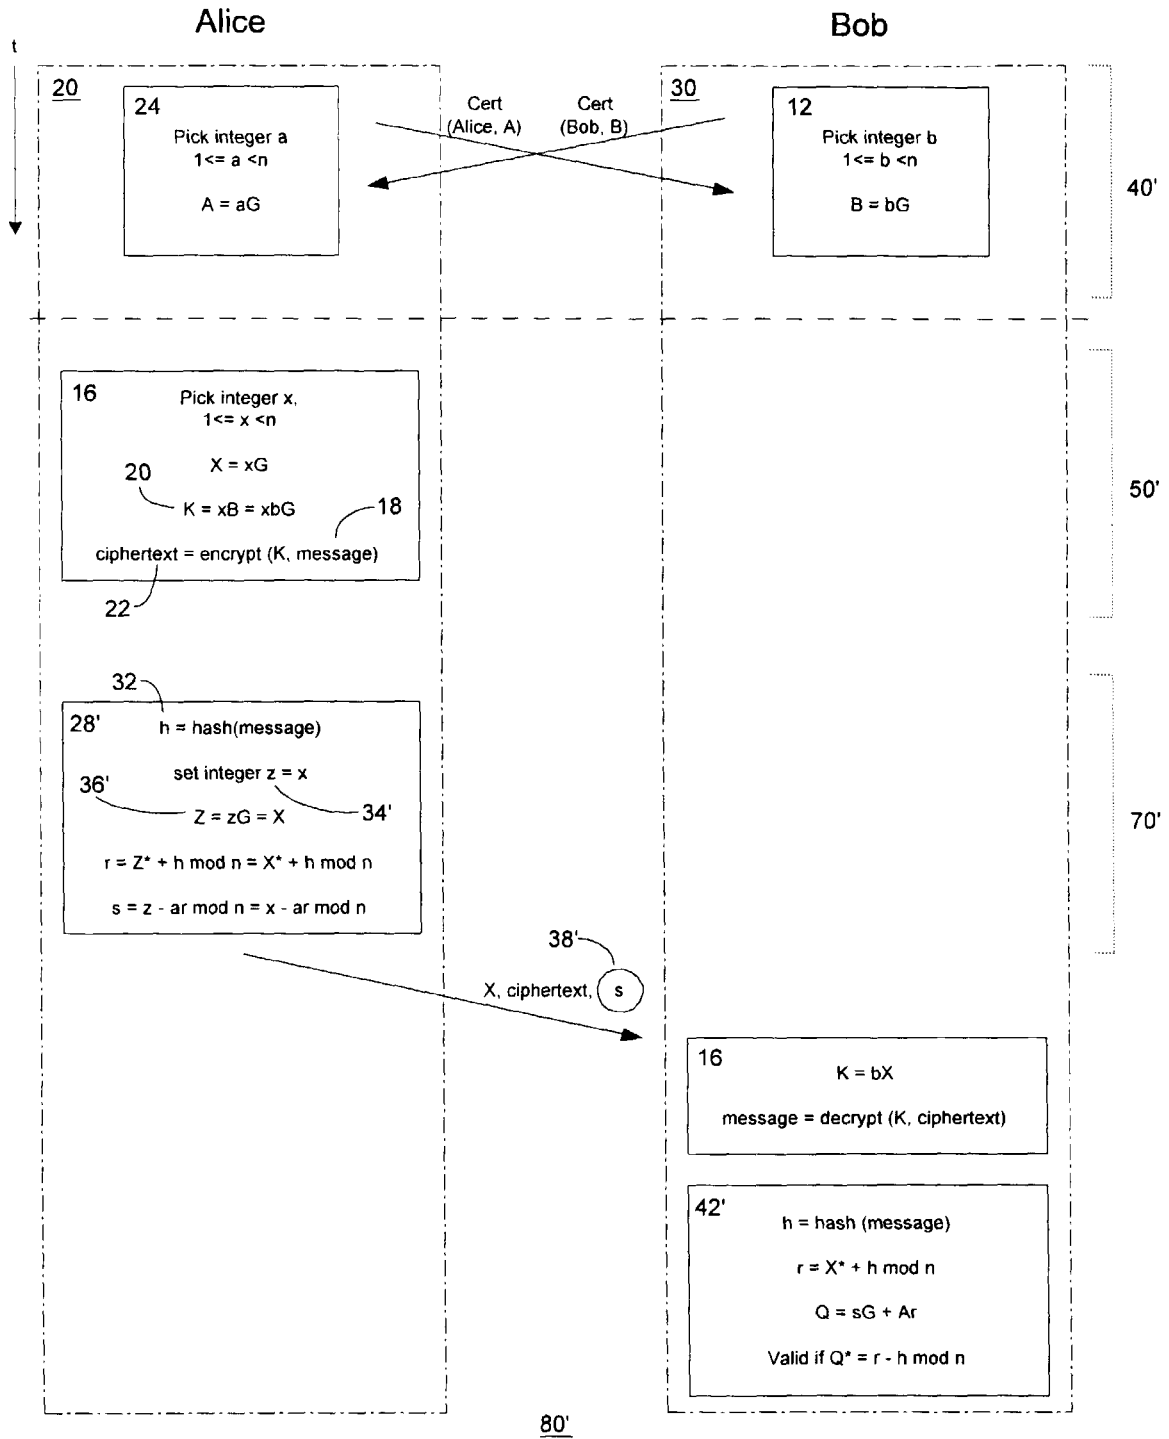 Alice
Bob
t
20
24
Pick integer a
1<= a <n
A = aG
Cert
(Alice, A)
Cert
(Bob, B)
30
12
Pick integer b
1<= b <n
B = bG
40'
16
Pick integer x,
1<= x <n
X = xG
20
K = xB = xbG
18
ciphertext = encrypt (K, message)
22
50'
32
28'
h = hash(message)
set integer z = x
36'
34'
Z = zG = X
r = Z* + h mod n = X* + h mod n
s = z - ar mod n = x - ar mod n
70'
38'
X, ciphertext, s
16
K = bX
message = decrypt (K, ciphertext)
42'
h = hash (message)
r = X* + h mod n
Q = sG + Ar
Valid if Q* = r - h mod n
80'